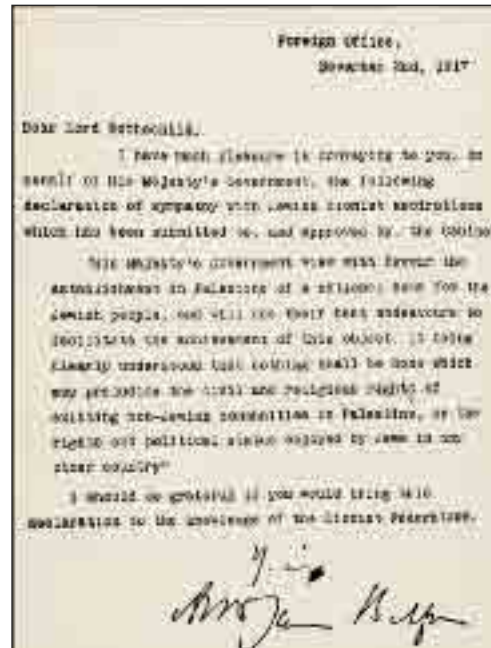 Foreign Office,
November 2nd, 1917
Dear Lord Rothschild,
I have much pleasure in conveying to you, on
behalf of His Majesty's Government, the following
declaration of sympathy with Jewish Zionist aspirations
which has been submitted to, and approved by, the Cabine
"His Majesty's Government view with favour the
establishment in Palestine of a national home for the
Jewish people, and will use their best endeavours to
facilitate the achievement of this object, it being
clearly understood that nothing shall be done which
may prejudice the civil and religious rights of
existing non-Jewish communities in Palestine, or the
rights and political status enjoyed by Jews in any
other country"
I should be grateful if you would bring this
declaration to the knowledge of the Zionist Federation.